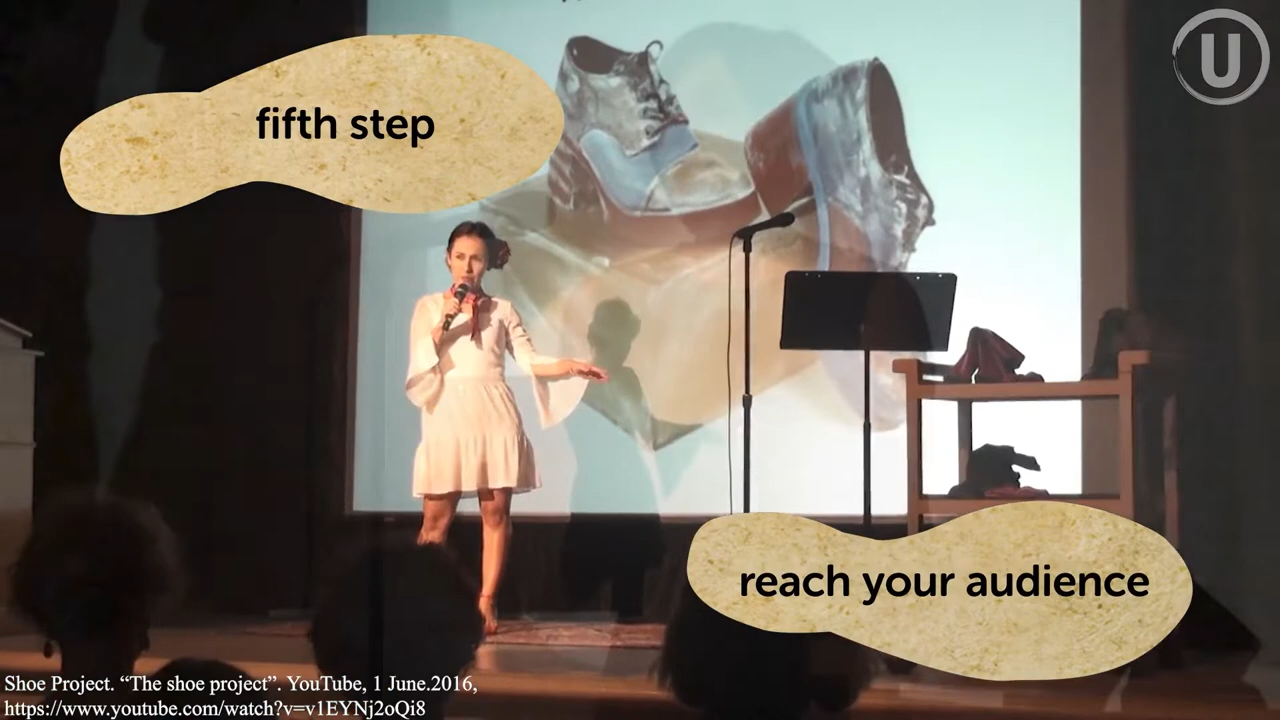 U
fifth step
reach your audience
Shoe Project. “The shoe project”. YouTube, 1 June.2016,
https://www.youtube.com/watch?v=v1EYNj2oQi8